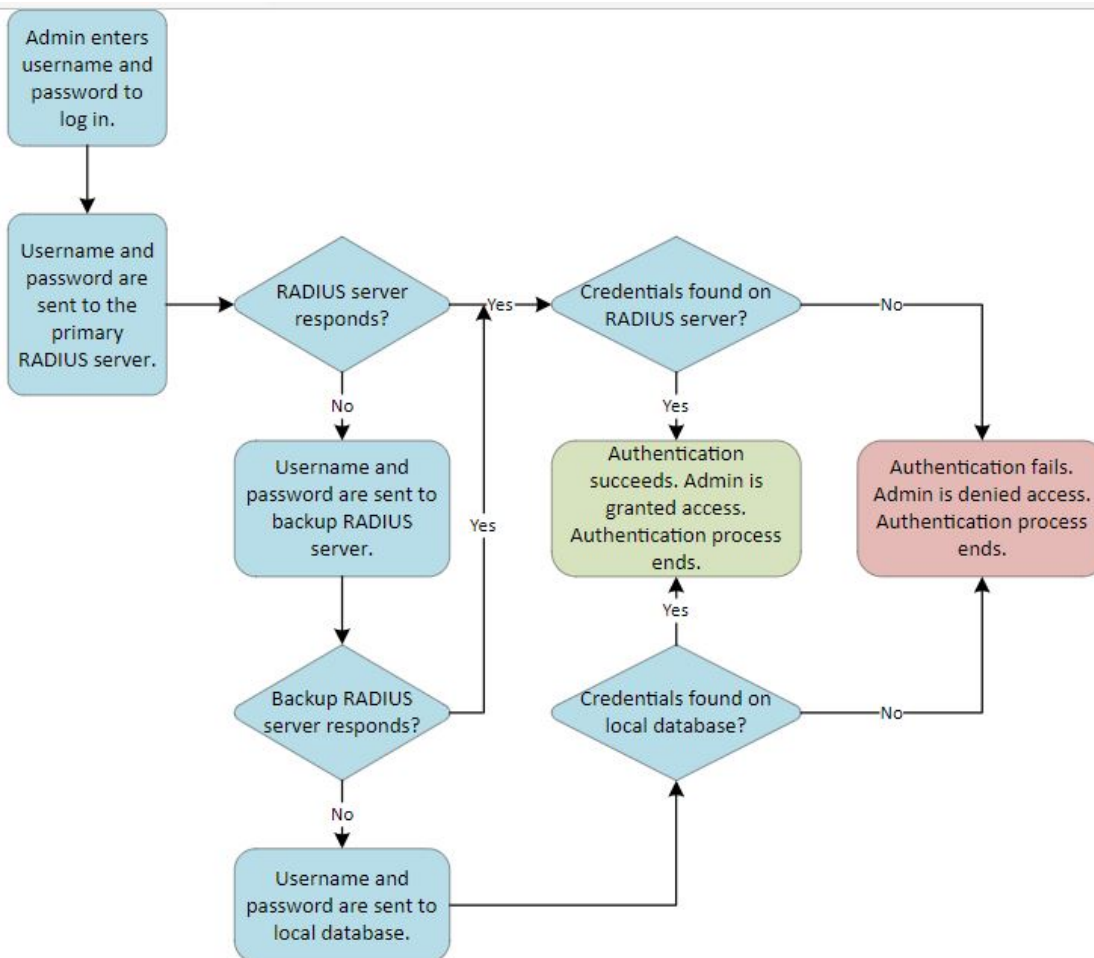 Admin enters
username and
password to
log in.
Username and
password are
sent to the
primary
RADIUS server.
RADIUS server
responds?
Yes
Credentials found on
RADIUS server?
No
No
Yes
Username and
password are sent to
backup RADIUS
server.
Yes
Authentication
succeeds. Admin is
granted access.
Authentication process
ends.
Authentication fails.
Admin is denied access.
Authentication process
ends.
Yes
Backup RADIUS
server responds?
Credentials found on
local database?
No
No
Username and
password are sent to
local database.